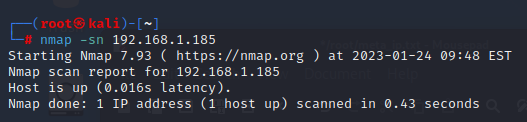 ┌──(root㉿kali)-[~]
└─# nmap -sn 192.168.1.185
Starting Nmap 7.93 ( https://nmap.org ) at 2023-01-24 09:48 EST
Nmap scan report for 192.168.1.185
Host is up (0.016s latency).
Nmap done: 1 IP address (1 host up) scanned in 0.43 seconds